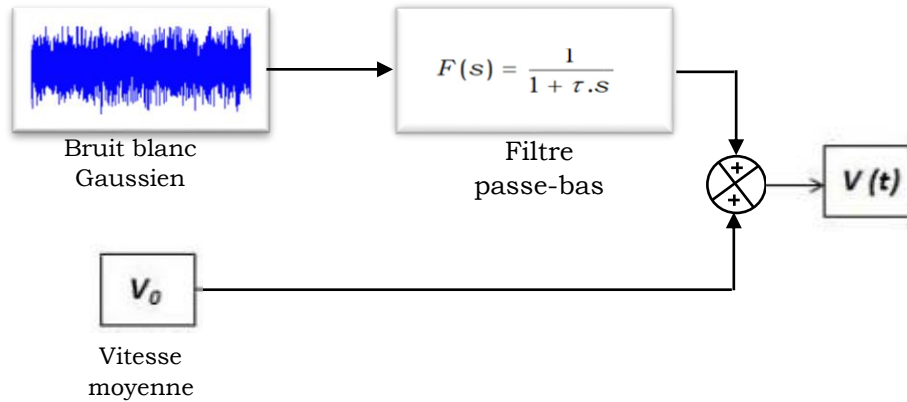 F(s) = 1 / (1 + τ.s)
Bruit blanc
Gaussien
Filtre
passe-bas
+
+
V (t)
V₀
Vitesse
moyenne